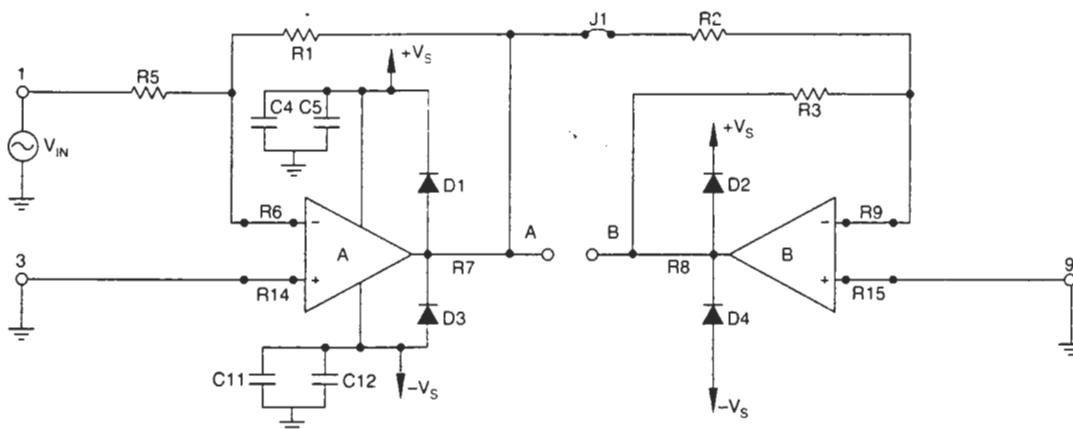 J1
R2
R1
+VS
1
R5
R3
C4
C5
+VS
VIN
D1
D2
R6
−
A
B
−
R9
A
B
3
R7
R8
9
+
+
R14
R15
D3
D4
C11
C12
−VS
−VS